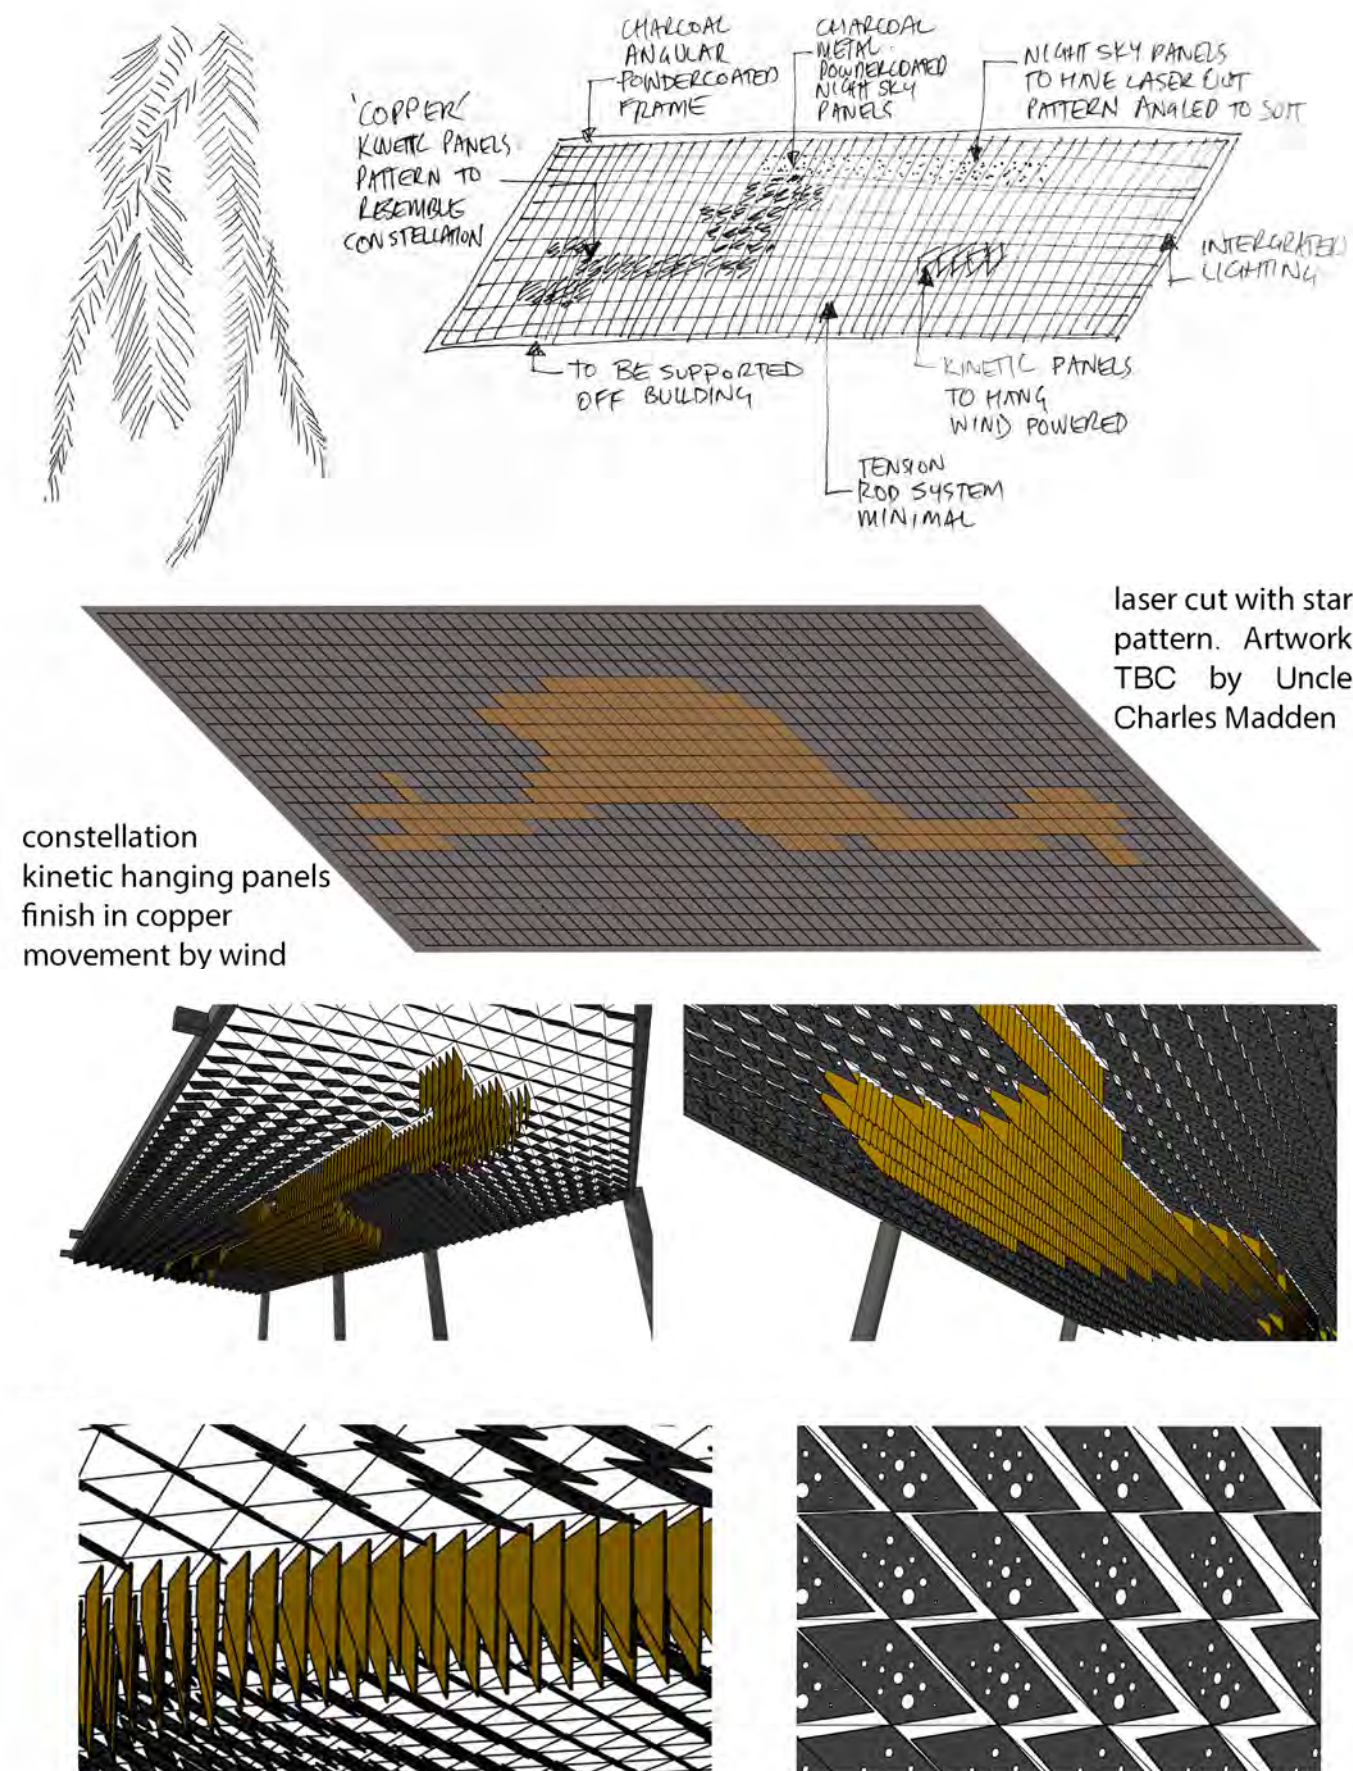 'COPPER'
KINETIC PANELS
PATTERN TO
RESEMBLE
CONSTELLATION
CHARCOAL
ANGULAR
POWDERCOATED
FRAME
CHARCOAL
METAL
POWDERCOATED
NIGHT SKY
PANELS
NIGHT SKY PANELS
TO HAVE LASER CUT
PATTERN ANGLED TO SUIT
INTERGRATED
LIGHTING
TO BE SUPPORTED
OFF BUILDING
KINETIC PANELS
TO HANG
WIND POWERED
TENSION
ROD SYSTEM
MINIMAL
laser cut with star
pattern. Artwork
TBC by Uncle
Charles Madden
constellation
kinetic hanging panels
finish in copper
movement by wind